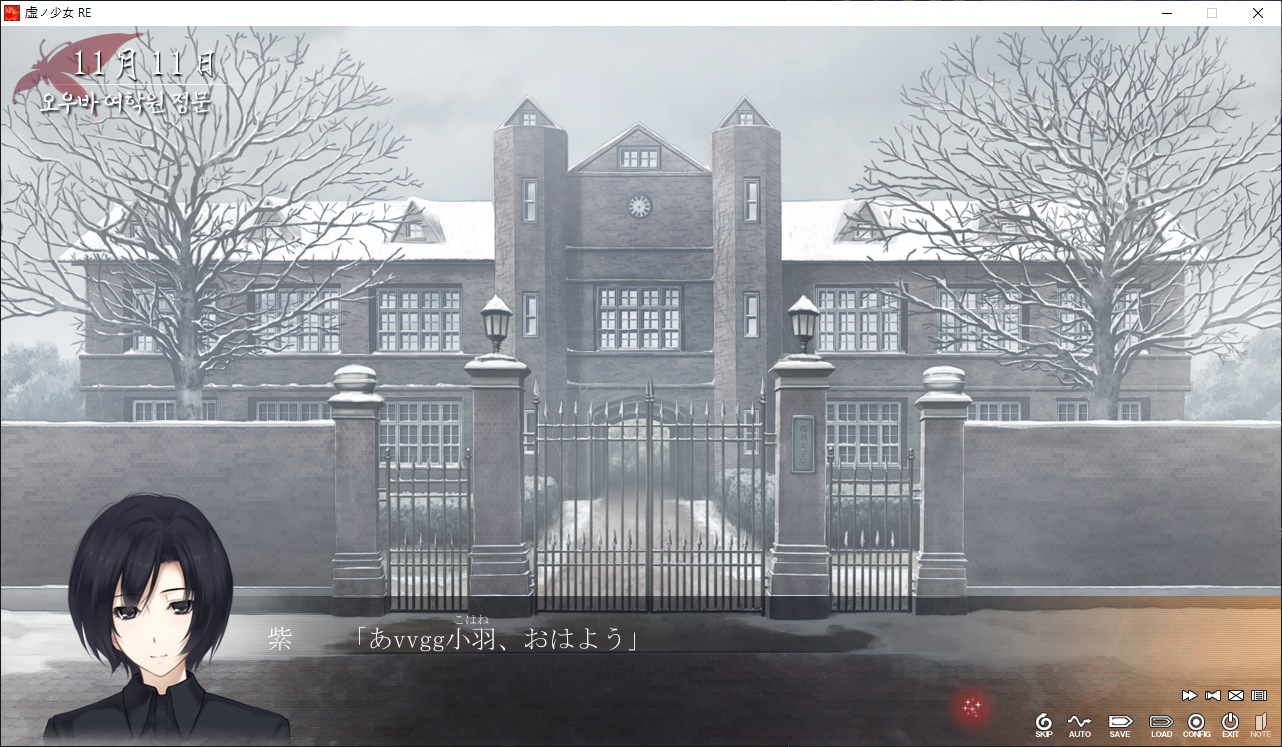 虚ノ少女 RE
11月11日
오우바 여학원 정문
こはね
紫 「あvvgg小羽、おはよう」
SKIP AUTO SAVE LOAD CONFIG EXIT NOTE